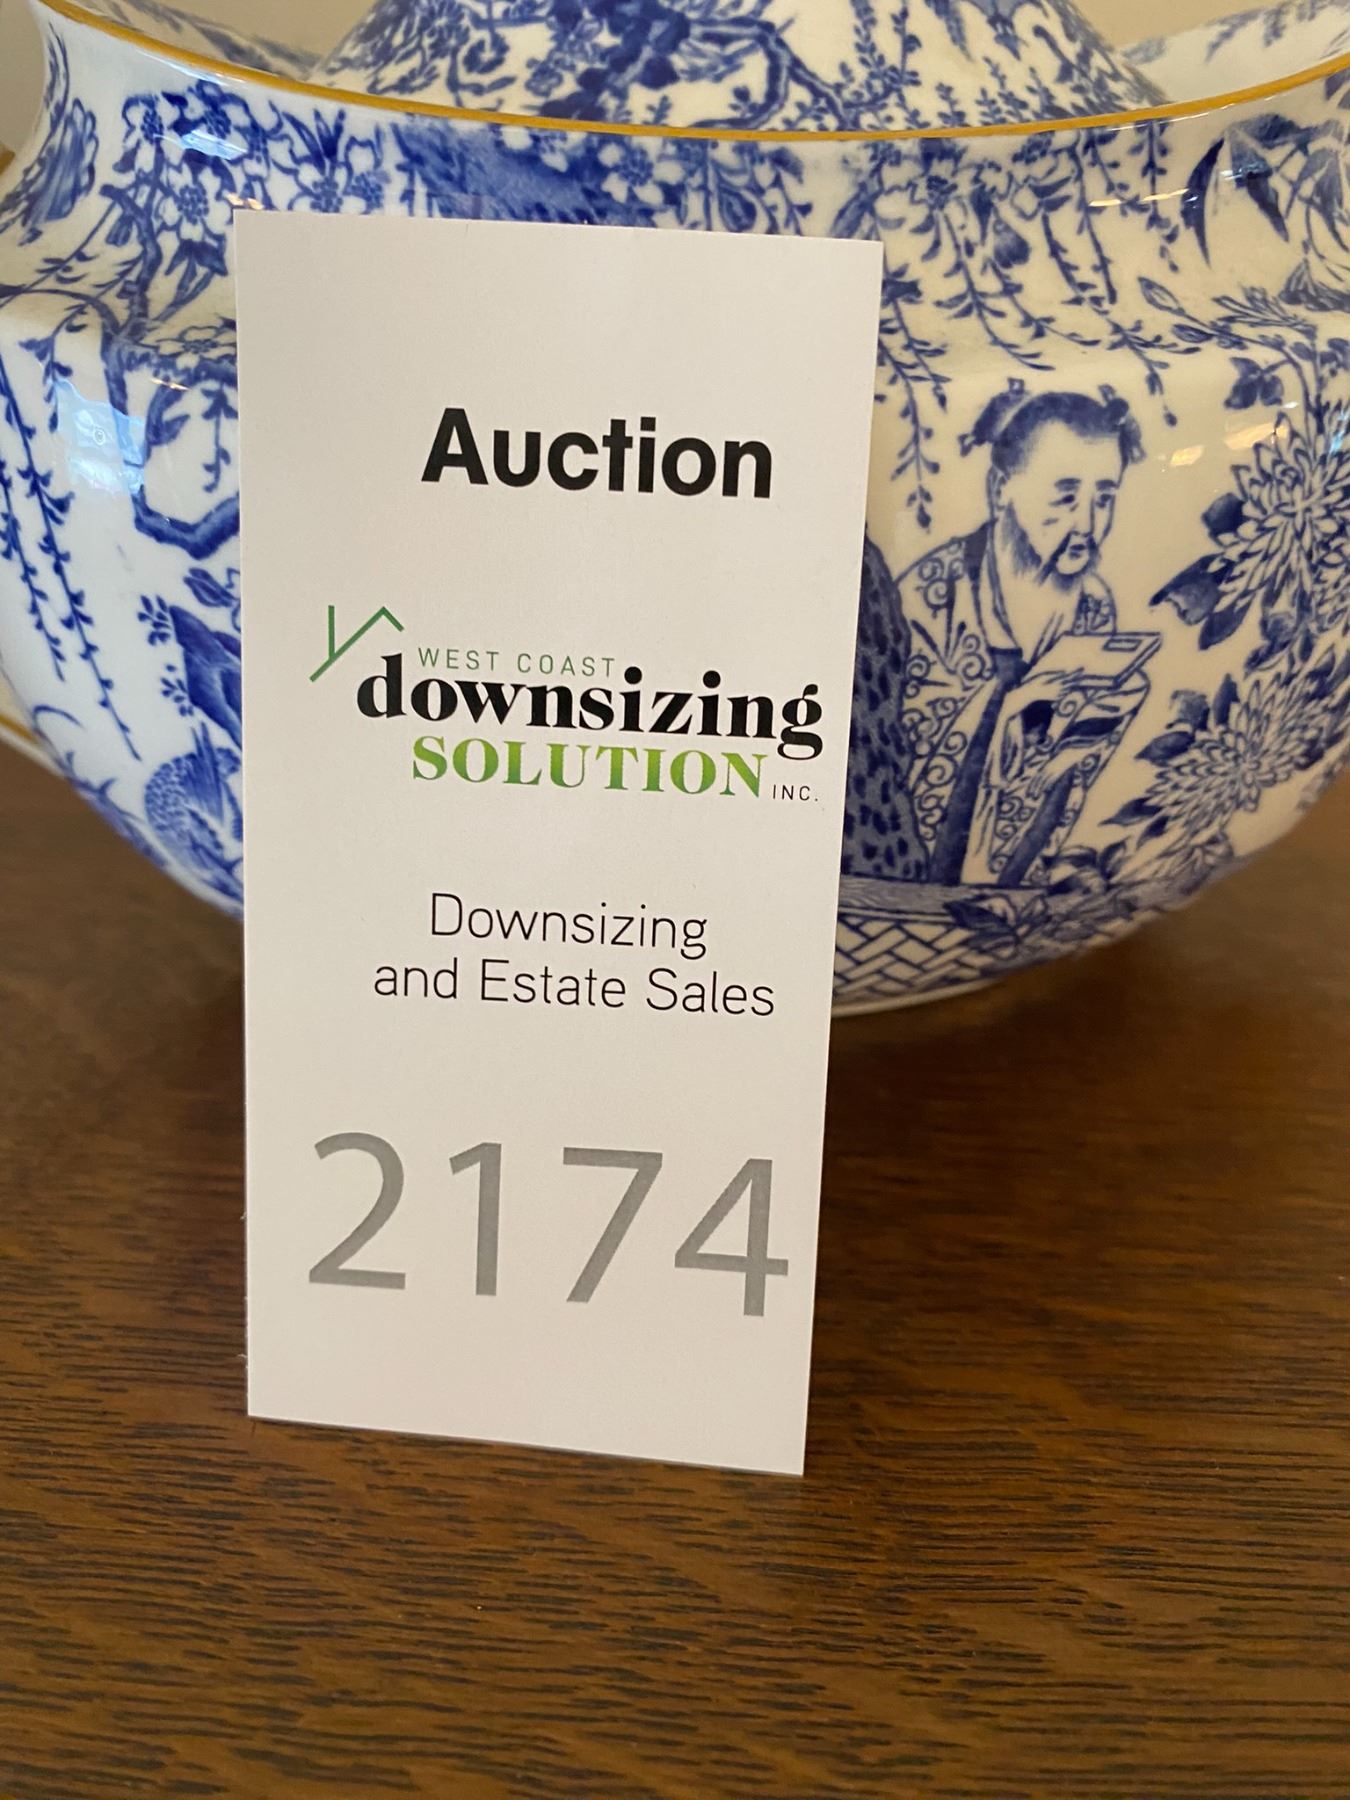 Auction
WEST COAST
downsizing
SOLUTION INC.
Downsizing
and Estate Sales
2174